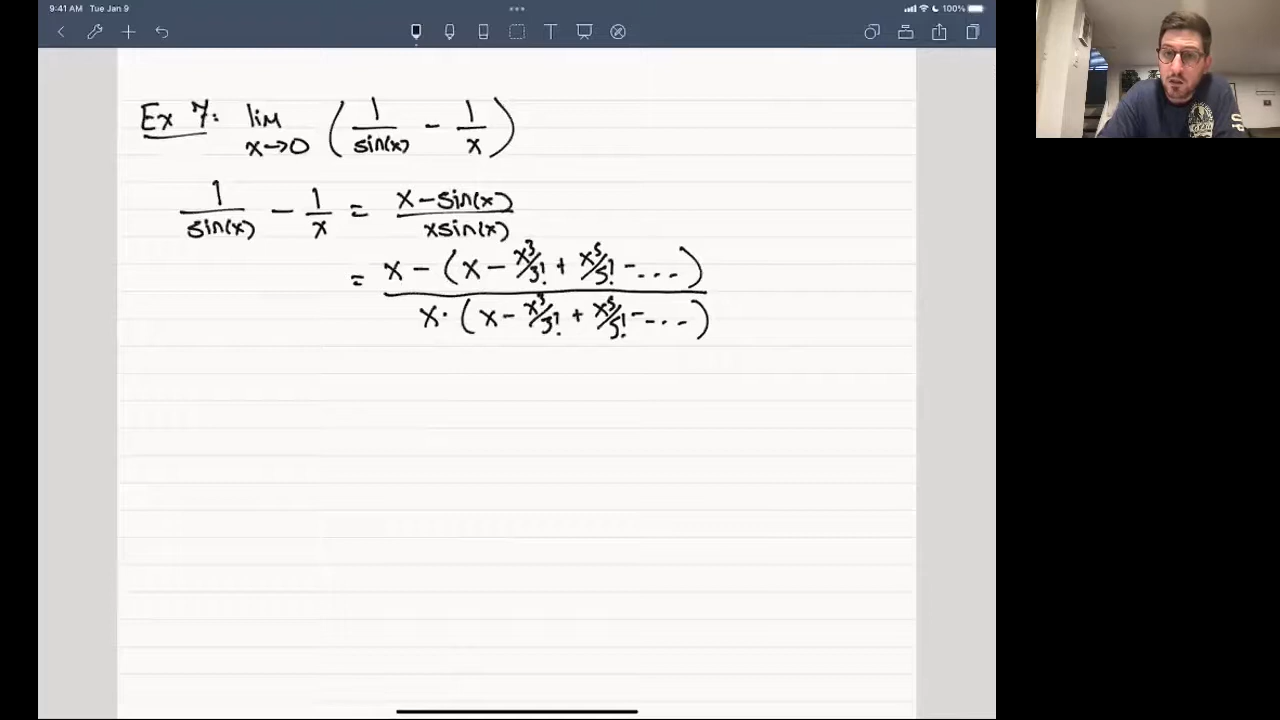 9:41 AM Tue Jan 9
100%
Ex 7: lim x→0 ( 1/sin(x) − 1/x )
1/sin(x) − 1/x = (x − sin(x)) / (x sin(x))
= (x − (x − x³/3! + x⁵/5! − ...)) / (x · (x − x³/3! + x⁵/5! − ...))